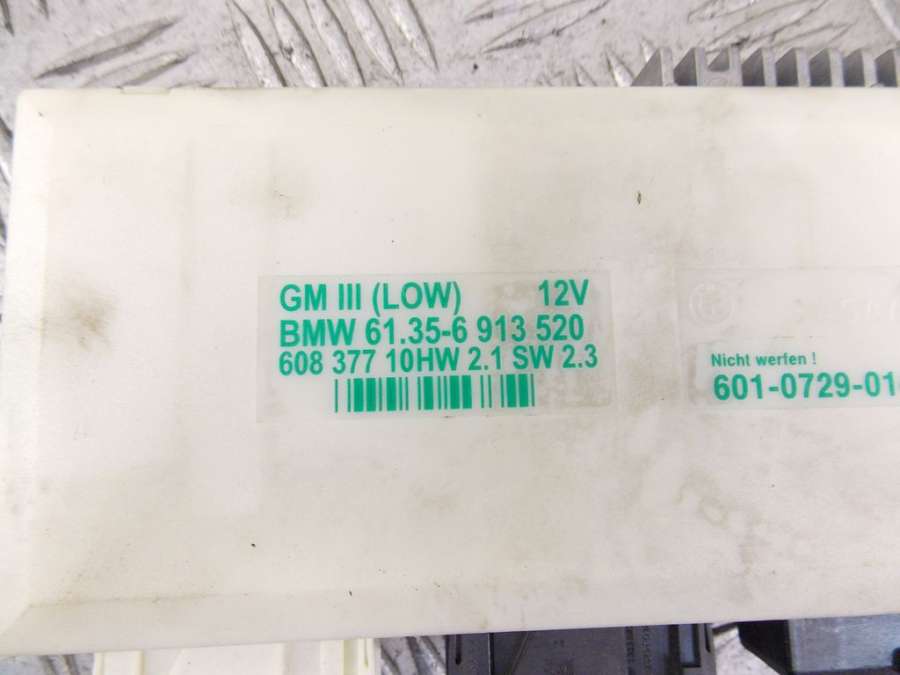 GM III (LOW) 12V
BMW 61.35-6 913 520
608 377 10HW 2.1 SW 2.3
Nicht werfen !
601-0729-01